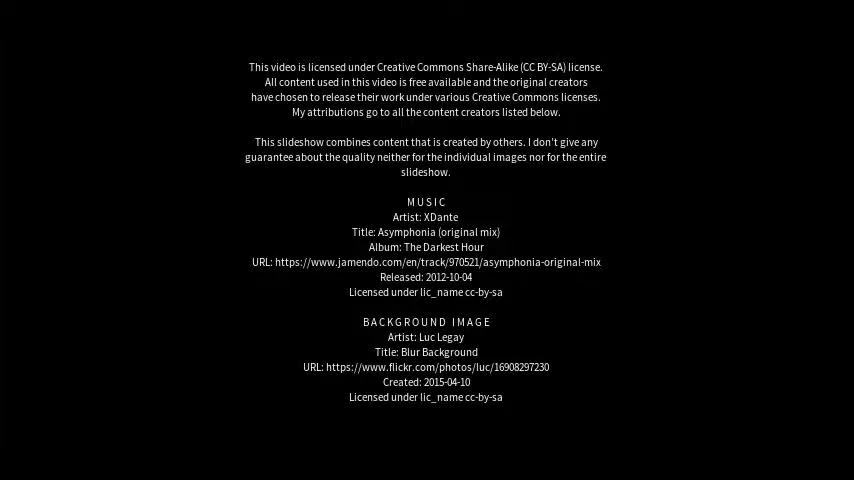 This video is licensed under Creative Commons Share-Alike (CC BY-SA) license.
All content used in this video is free available and the original creators
have chosen to release their work under various Creative Commons licenses.
My attributions go to all the content creators listed below.
This slideshow combines content that is created by others. I don't give any
guarantee about the quality neither for the individual images nor for the entire
slideshow.
MUSIC
Artist: XDante
Title: Asymphonia (original mix)
Album: The Darkest Hour
URL: https://www.jamendo.com/en/track/970521/asymphonia-original-mix
Released: 2012-10-04
Licensed under lic_name cc-by-sa
BACKGROUND IMAGE
Artist: Luc Legay
Title: Blur Background
URL: https://www.flickr.com/photos/luc/16908297230
Created: 2015-04-10
Licensed under lic_name cc-by-sa